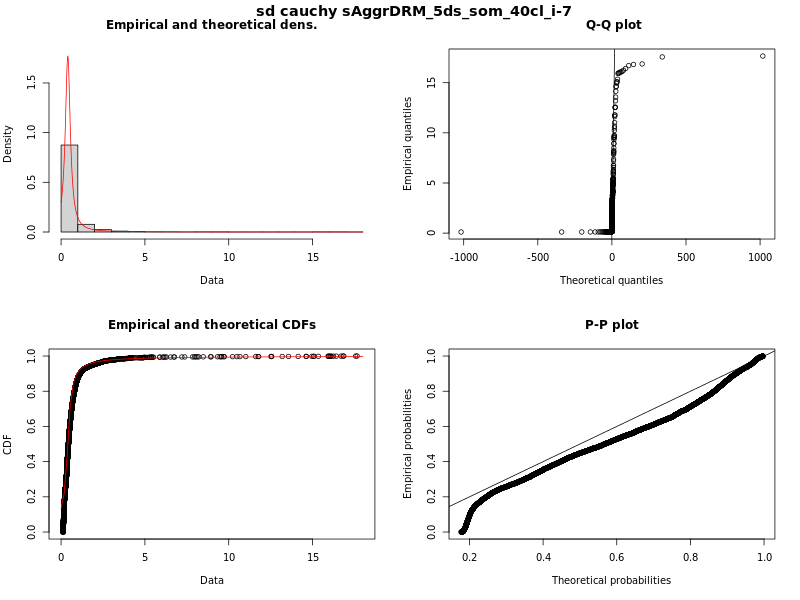 sd cauchy sAggrDRM_5ds_som_40cl_i-7
Empirical and theoretical dens.
Density
0.0 0.5 1.0 1.5
0 5 10 15
Data
Q-Q plot
Empirical quantiles
0 5 10 15
-1000 -500 0 500 1000
Theoretical quantiles
Empirical and theoretical CDFs
CDF
0.0 0.2 0.4 0.6 0.8 1.0
0 5 10 15
Data
P-P plot
Empirical probabilities
0.0 0.2 0.4 0.6 0.8 1.0
0.2 0.4 0.6 0.8 1.0
Theoretical probabilities